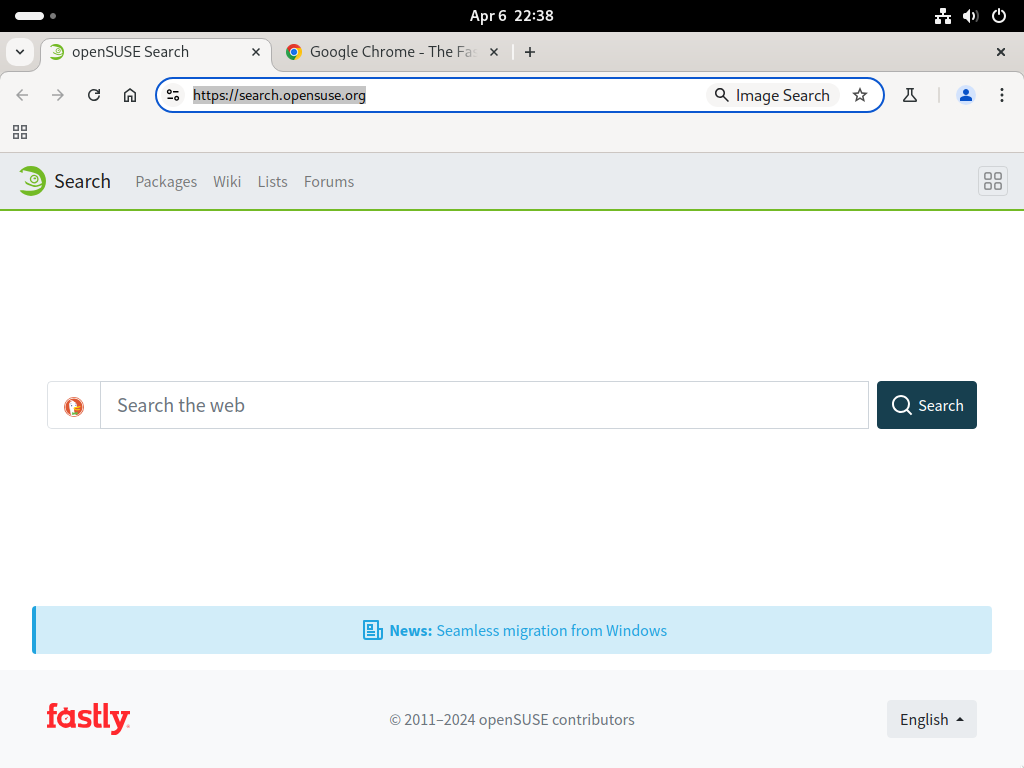 Apr 6 22:38
openSUSE Search
Google Chrome - The Fas
https://search.opensuse.org
Image Search
Search
Packages
Wiki
Lists
Forums
Search the web
Search
News: Seamless migration from Windows
fastly
© 2011–2024 openSUSE contributors
English